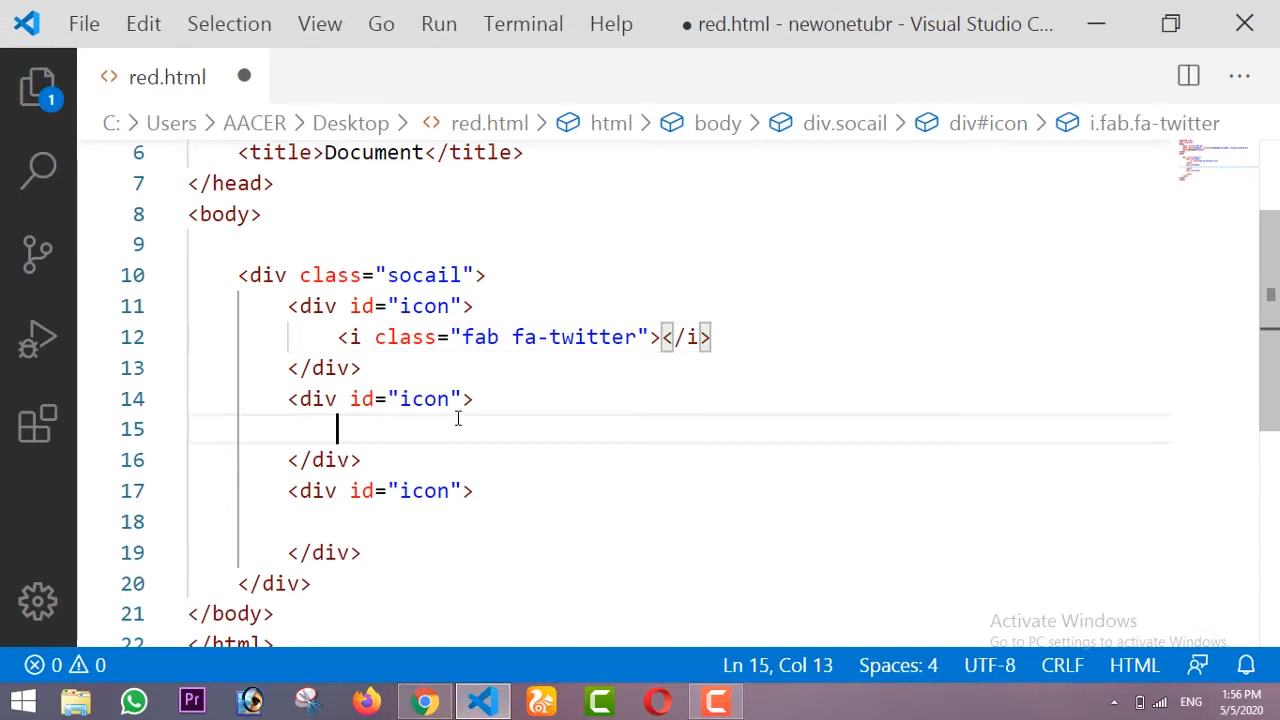 File Edit Selection View Go Run Terminal Help ● red.html - newonetubr - Visual Studio C...
<> red.html ●
1
C: > Users > AACER > Desktop > <> red.html > html > body > div.socail > div#icon > i.fab.fa-twitter
6 <title>Document</title>
7 </head>
8 <body>
9
10 <div class="socail">
11 <div id="icon">
12 <i class="fab fa-twitter"></i>
13 </div>
14 <div id="icon">
15
16 </div>
17 <div id="icon">
18
19 </div>
20 </div>
21 </body>
22 </html>
Activate Windows
Go to PC settings to activate Windows.
0 0 Ln 15, Col 13 Spaces: 4 UTF-8 CRLF HTML
Pr C C ENG 1:56 PM
5/5/2020